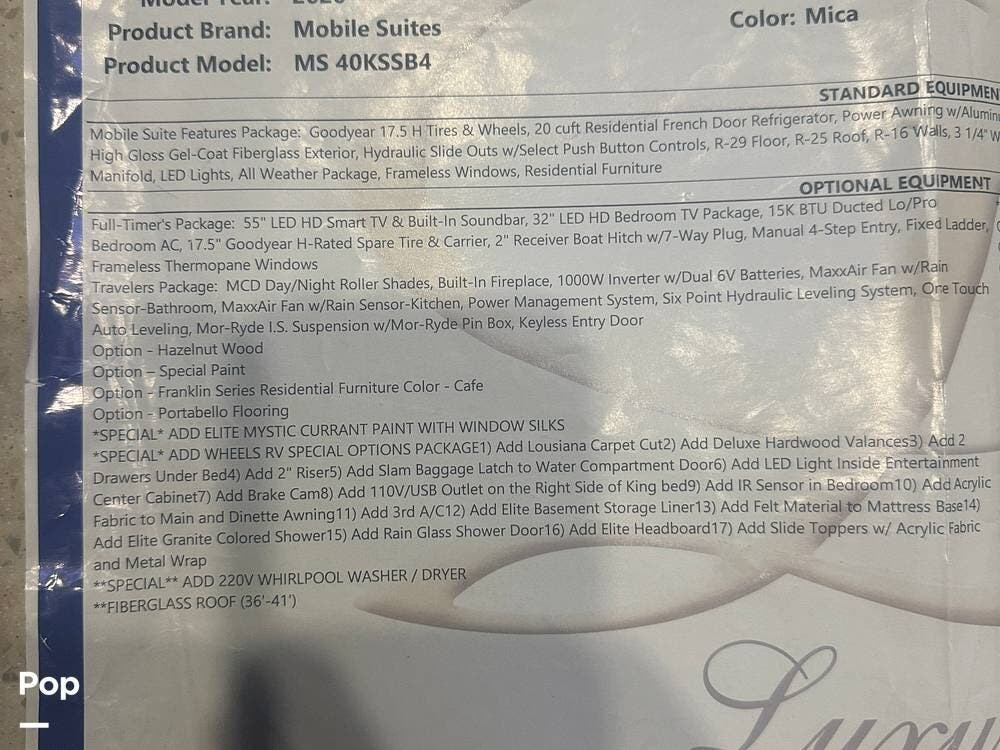 Model Year:
Product Brand: Mobile Suites
Color: Mica
Product Model: MS 40KSSB4
STANDARD EQUIPMEN
Mobile Suite Features Package: Goodyear 17.5 H Tires & Wheels, 20 cuft Residential French Door Refrigerator, Power Awning w/Aluminu
High Gloss Gel-Coat Fiberglass Exterior, Hydraulic Slide Outs w/Select Push Button Controls, R-29 Floor, R-25 Roof, R-16 Walls, 3 1/4" W
Manifold, LED Lights, All Weather Package, Frameless Windows, Residential Furniture
OPTIONAL EQUIPMENT
Full-Timer's Package: 55" LED HD Smart TV & Built-In Soundbar, 32" LED HD Bedroom TV Package, 15K BTU Ducted Lo/Pro
Bedroom AC, 17.5" Goodyear H-Rated Spare Tire & Carrier, 2" Receiver Boat Hitch w/7-Way Plug, Manual 4-Step Entry, Fixed Ladder,
Frameless Thermopane Windows
Travelers Package: MCD Day/Night Roller Shades, Built-In Fireplace, 1000W Inverter w/Dual 6V Batteries, MaxxAir Fan w/Rain
Sensor-Bathroom, MaxxAir Fan w/Rain Sensor-Kitchen, Power Management System, Six Point Hydraulic Leveling System, One Touch
Auto Leveling, Mor-Ryde I.S. Suspension w/Mor-Ryde Pin Box, Keyless Entry Door
Option - Hazelnut Wood
Option – Special Paint
Option - Franklin Series Residential Furniture Color - Cafe
Option - Portabello Flooring
*SPECIAL* ADD ELITE MYSTIC CURRANT PAINT WITH WINDOW SILKS
*SPECIAL* ADD WHEELS RV SPECIAL OPTIONS PACKAGE1) Add Lousiana Carpet Cut2) Add Deluxe Hardwood Valances3) Add 2
Drawers Under Bed4) Add 2" Riser5) Add Slam Baggage Latch to Water Compartment Door6) Add LED Light Inside Entertainment
Center Cabinet7) Add Brake Cam8) Add 110V/USB Outlet on the Right Side of King bed9) Add IR Sensor in Bedroom10) Add Acrylic
Fabric to Main and Dinette Awning11) Add 3rd A/C12) Add Elite Basement Storage Liner13) Add Felt Material to Mattress Base14)
Add Elite Granite Colored Shower15) Add Rain Glass Shower Door16) Add Elite Headboard17) Add Slide Toppers w/ Acrylic Fabric
and Metal Wrap
**SPECIAL** ADD 220V WHIRLPOOL WASHER / DRYER
**FIBERGLASS ROOF (36'-41')
Pop
Luxu